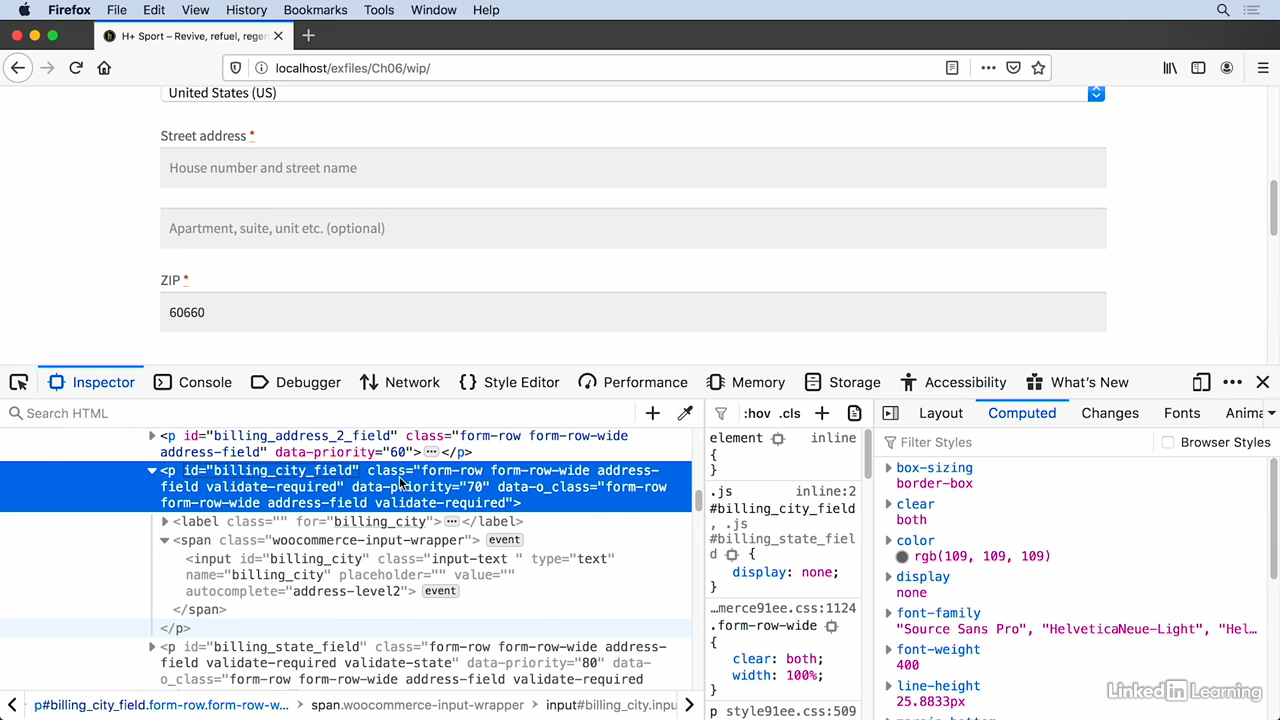 Firefox File Edit View History Bookmarks Tools Window Help
H+ Sport – Revive, refuel, regen
localhost/exfiles/Ch06/wip/
United States (US)
Street address *
House number and street name
Apartment, suite, unit etc. (optional)
ZIP *
60660
Inspector Console Debugger Network Style Editor Performance Memory Storage Accessibility What's New
Search HTML
:hov .cls
Layout Computed Changes Fonts Anima
Filter Styles
Browser Styles
<p id="billing_address_2_field" class="form-row form-row-wide
address-field" data-priority="60"> </p>
<p id="billing_city_field" class="form-row form-row-wide address-
field validate-required" data-priority="70" data-o_class="form-row
form-row-wide address-field validate-required">
<label class="" for="billing_city"> </label>
<span class="woocommerce-input-wrapper"> event
<input id="billing_city" class="input-text " type="text"
name="billing_city" placeholder="" value=""
autocomplete="address-level2"> event
</span>
</p>
<p id="billing_state_field" class="form-row form-row-wide address-
field validate-required validate-state" data-priority="80" data-
o_class="form-row form-row-wide address-field validate-required
p#billing_city_field.form-row.form-row-w... span.woocommerce-input-wrapper input#billing_city.inpu
element inline
{
}
.js inline:2
#billing_city_field
, .js
#billing_state_fiel
d {
display: none;
}
…merce91ee.css:1124
.form-row-wide
{
clear: both;
width: 100%;
}
p style91ee.css:509
box-sizing
border-box
clear
both
color
rgb(109, 109, 109)
display
none
font-family
"Source Sans Pro", "HelveticaNeue-Light", "Hel…
font-weight
400
line-height
25.8833px
margin-bottom
LinkedIn Learning